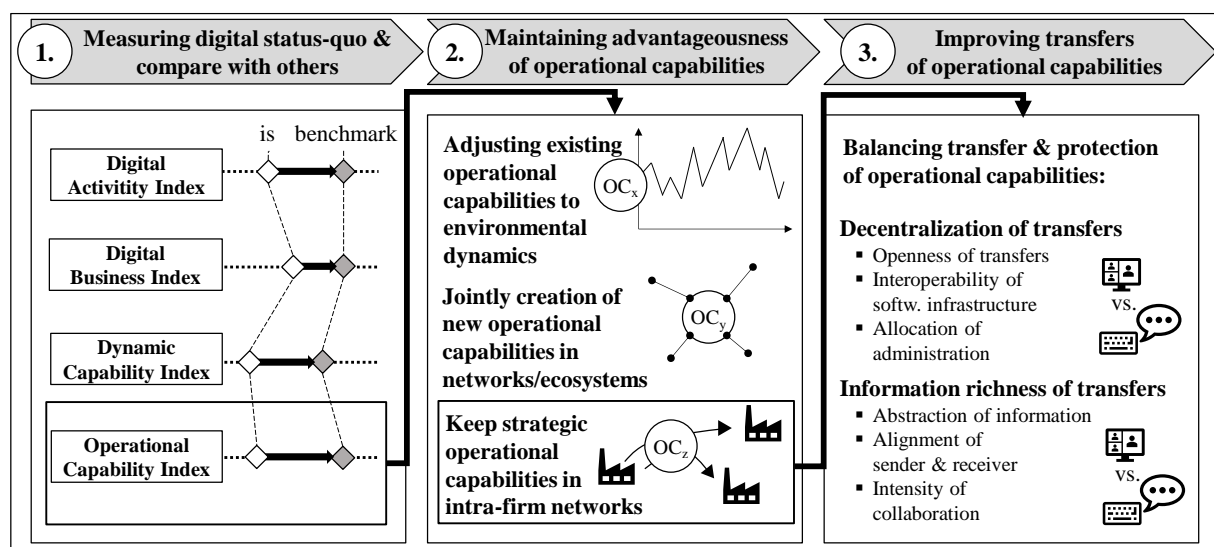 1.
Measuring digital status-quo &
compare with others
2.
Maintaining advantageousness
of operational capabilities
3.
Improving transfers
of operational capabilities
is benchmark
Digital
Activitity Index
Digital
Business Index
Dynamic
Capability Index
Operational
Capability Index
Adjusting existing
operational
capabilities to
environmental
dynamics
OCx
Jointly creation of
new operational
capabilities in
networks/ecosystems
OCy
Keep strategic
operational
capabilities in
intra-firm networks
OCz
Balancing transfer & protection
of operational capabilities:
Decentralization of transfers
▪ Openness of transfers
▪ Interoperability of
softw. infrastructure
▪ Allocation of
administration
vs.
Information richness of transfers
▪ Abstraction of information
▪ Alignment of
sender & receiver
▪ Intensity of
collaboration
vs.